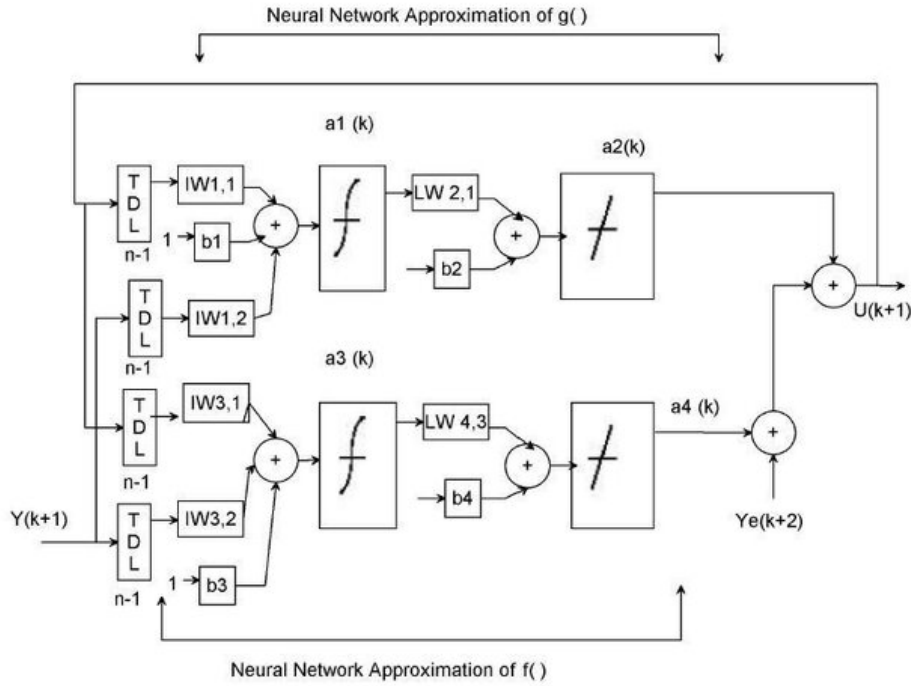 Neural Network Approximation of g( )
a1 (k)
a2(k)
T
D
L
n-1
IW1,1
1
b1
+
LW 2,1
b2
+
+
U(k+1)
T
D
L
n-1
IW1,2
a3 (k)
T
D
L
n-1
IW3,1
+
LW 4,3
b4
+
a4 (k)
+
Ye(k+2)
Y(k+1)
T
D
L
n-1
IW3,2
1
b3
Neural Network Approximation of f( )